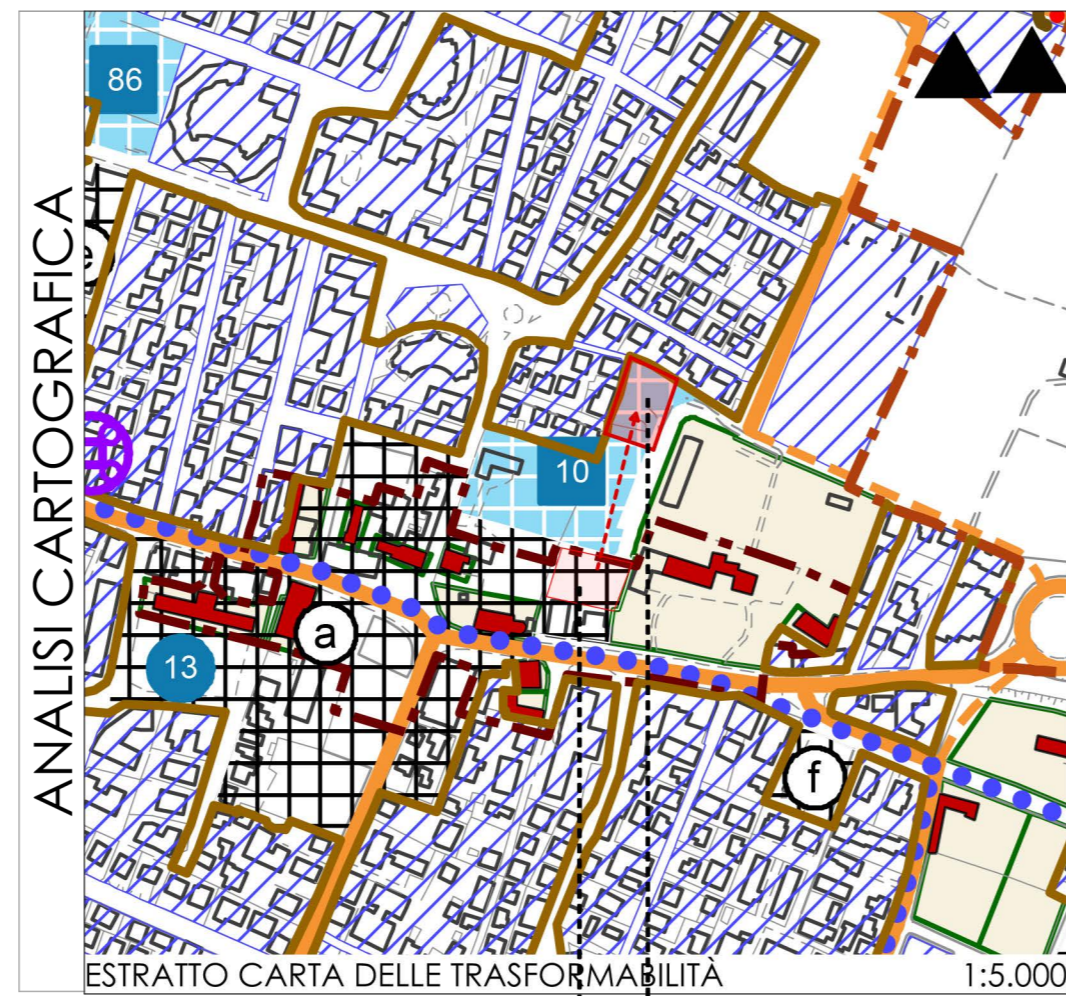 ANALISI CARTOGRAFICA
86
e
10
a
13
f
ESTRATTO CARTA DELLE TRASFORMABILITÀ
1:5.000